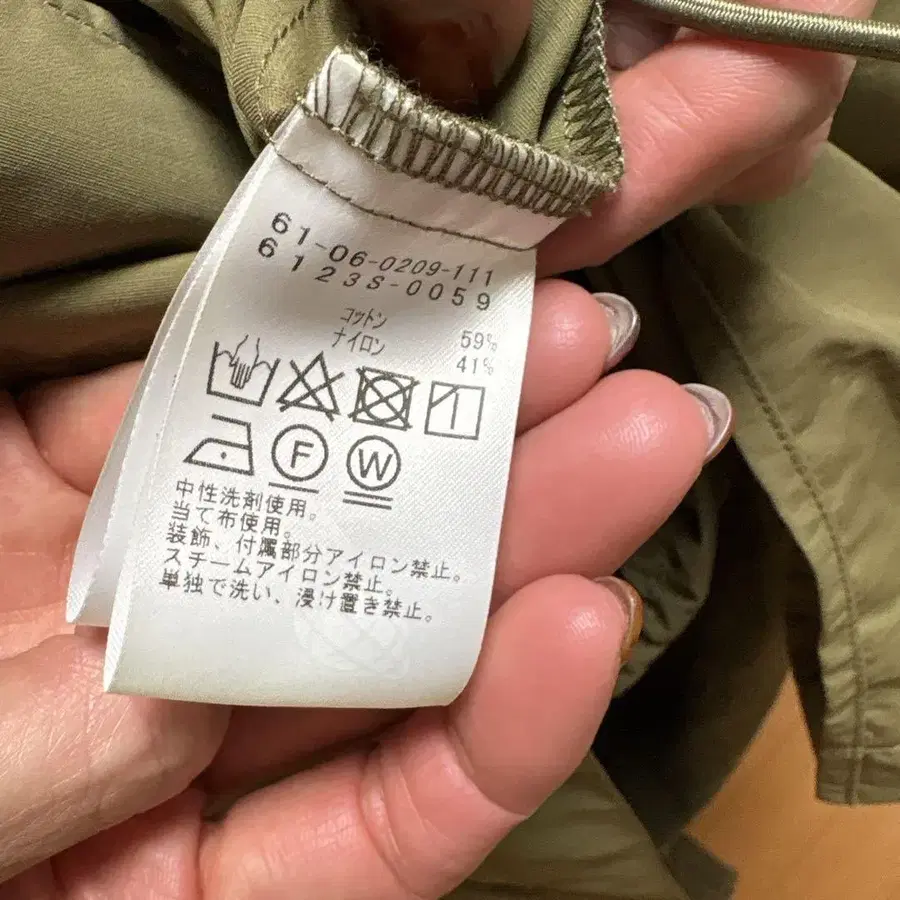 61-06-0209-111
6123S-0059
コットン 59%
ナイロン 41%
F W
中性洗剤使用。
当て布使用。
装飾、付属部分アイロン禁止。
スチームアイロン禁止。
単独で洗い、浸け置き禁止。